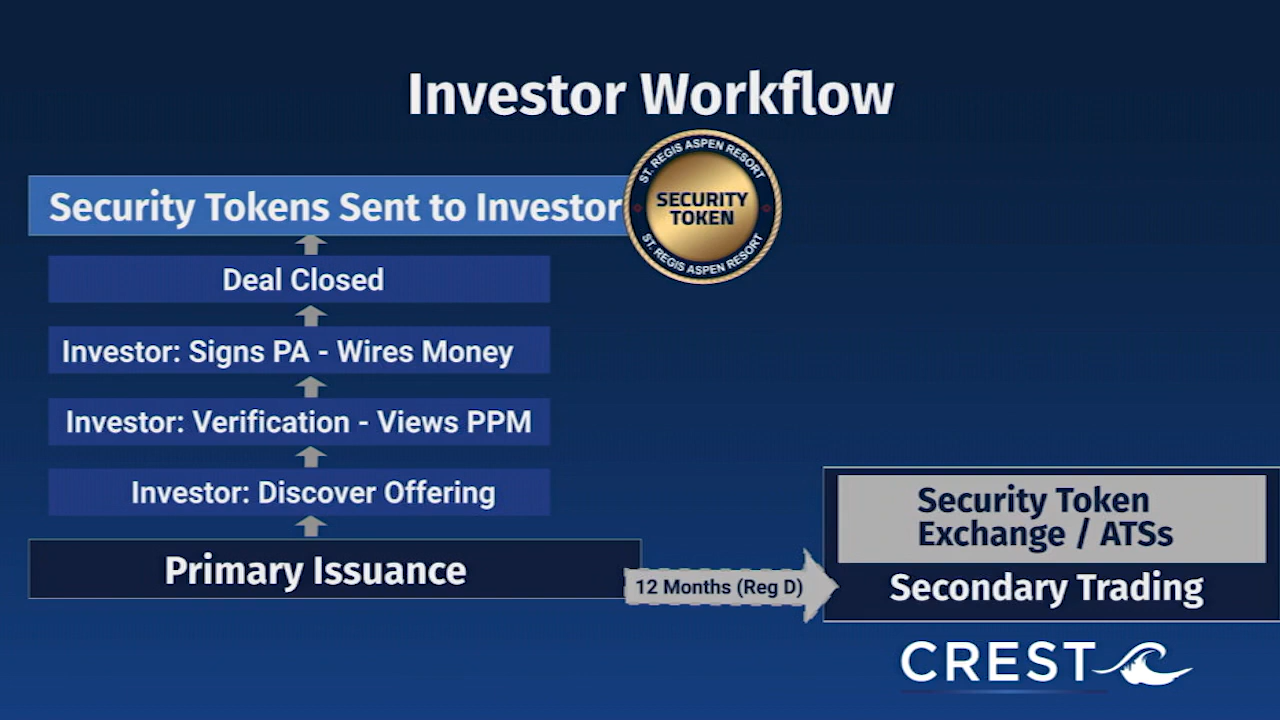 Investor Workflow
Security Tokens Sent to Investor
ST. REGIS ASPEN RESORT
SECURITY
TOKEN
ST. REGIS ASPEN RESORT
Deal Closed
Investor: Signs PA - Wires Money
Investor: Verification - Views PPM
Investor: Discover Offering
Primary Issuance
12 Months (Reg D)
Security Token
Exchange / ATSs
Secondary Trading
CREST